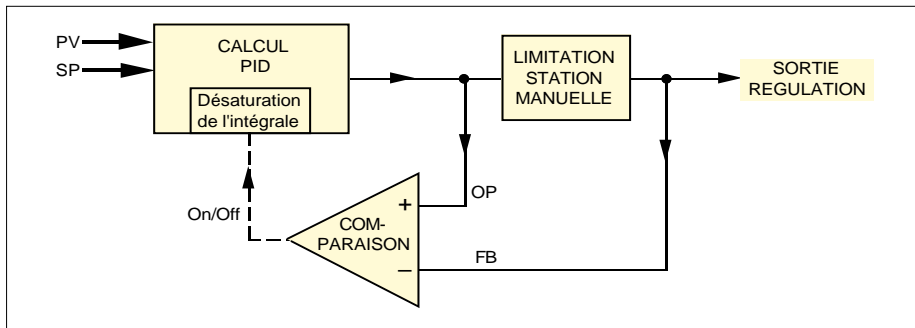 PV
SP
CALCUL
PID
Désaturation
de l'intégrale
LIMITATION
STATION
MANUELLE
SORTIE
REGULATION
OP
On/Off
+
COM-
PARAISON
FB
–